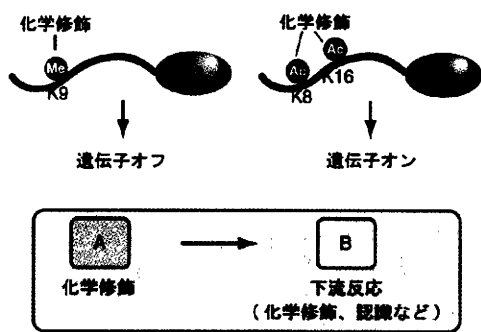 化学修飾
Me
K9
遺伝子オフ
化学修飾
Ac
Ac
K8
K16
遺伝子オン
A
化学修飾
B
下流反応
(化学修飾、認識など)